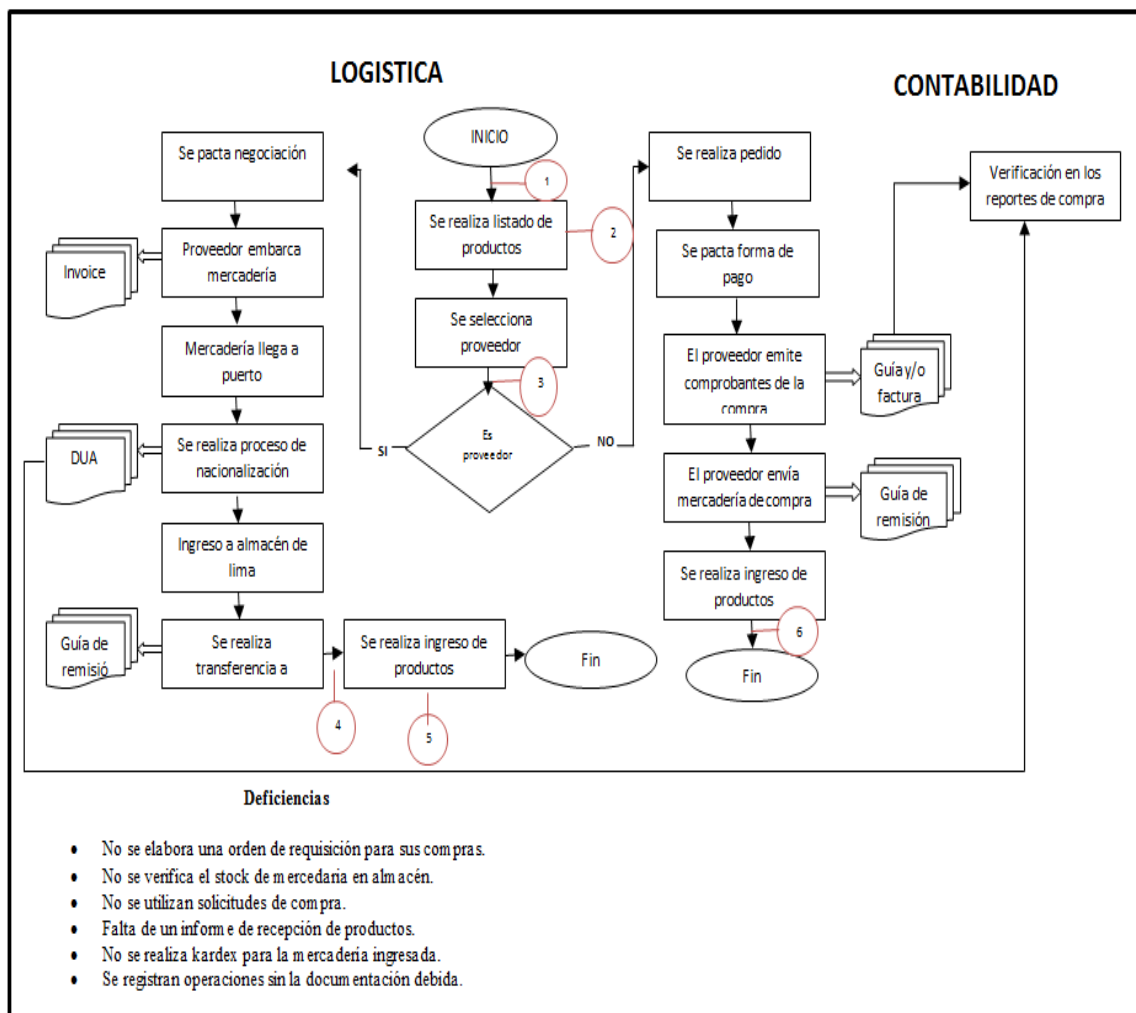 LOGISTICA
CONTABILIDAD
INICIO
1
Se realiza listado de
productos
2
Se selecciona
proveedor
3
Es
proveedor
SI
NO
Se pacta negociación
Proveedor embarca
mercadería
Invoice
Mercadería llega a
puerto
Se realiza proceso de
nacionalización
DUA
Ingreso a almacén de
lima
Se realiza
transferencia a
Guía de
remisió
4
Se realiza ingreso de
productos
5
Fin
Se realiza pedido
Se pacta forma de
pago
El proveedor emite
comprobantes de la
compra
Guía y/o
factura
El proveedor envía
mercadería de compra
Guía de
remisión
Se realiza ingreso de
productos
6
Fin
Verificación en los
reportes de compra
Deficiencias
• No se elabora una orden de requisición para sus compras.
• No se verifica el stock de mercedaria en almacén.
• No se utilizan solicitudes de compra.
• Falta de un informe de recepción de productos.
• No se realiza kardex para la mercadería ingresada.
• Se registran operaciones sin la documentación debida.